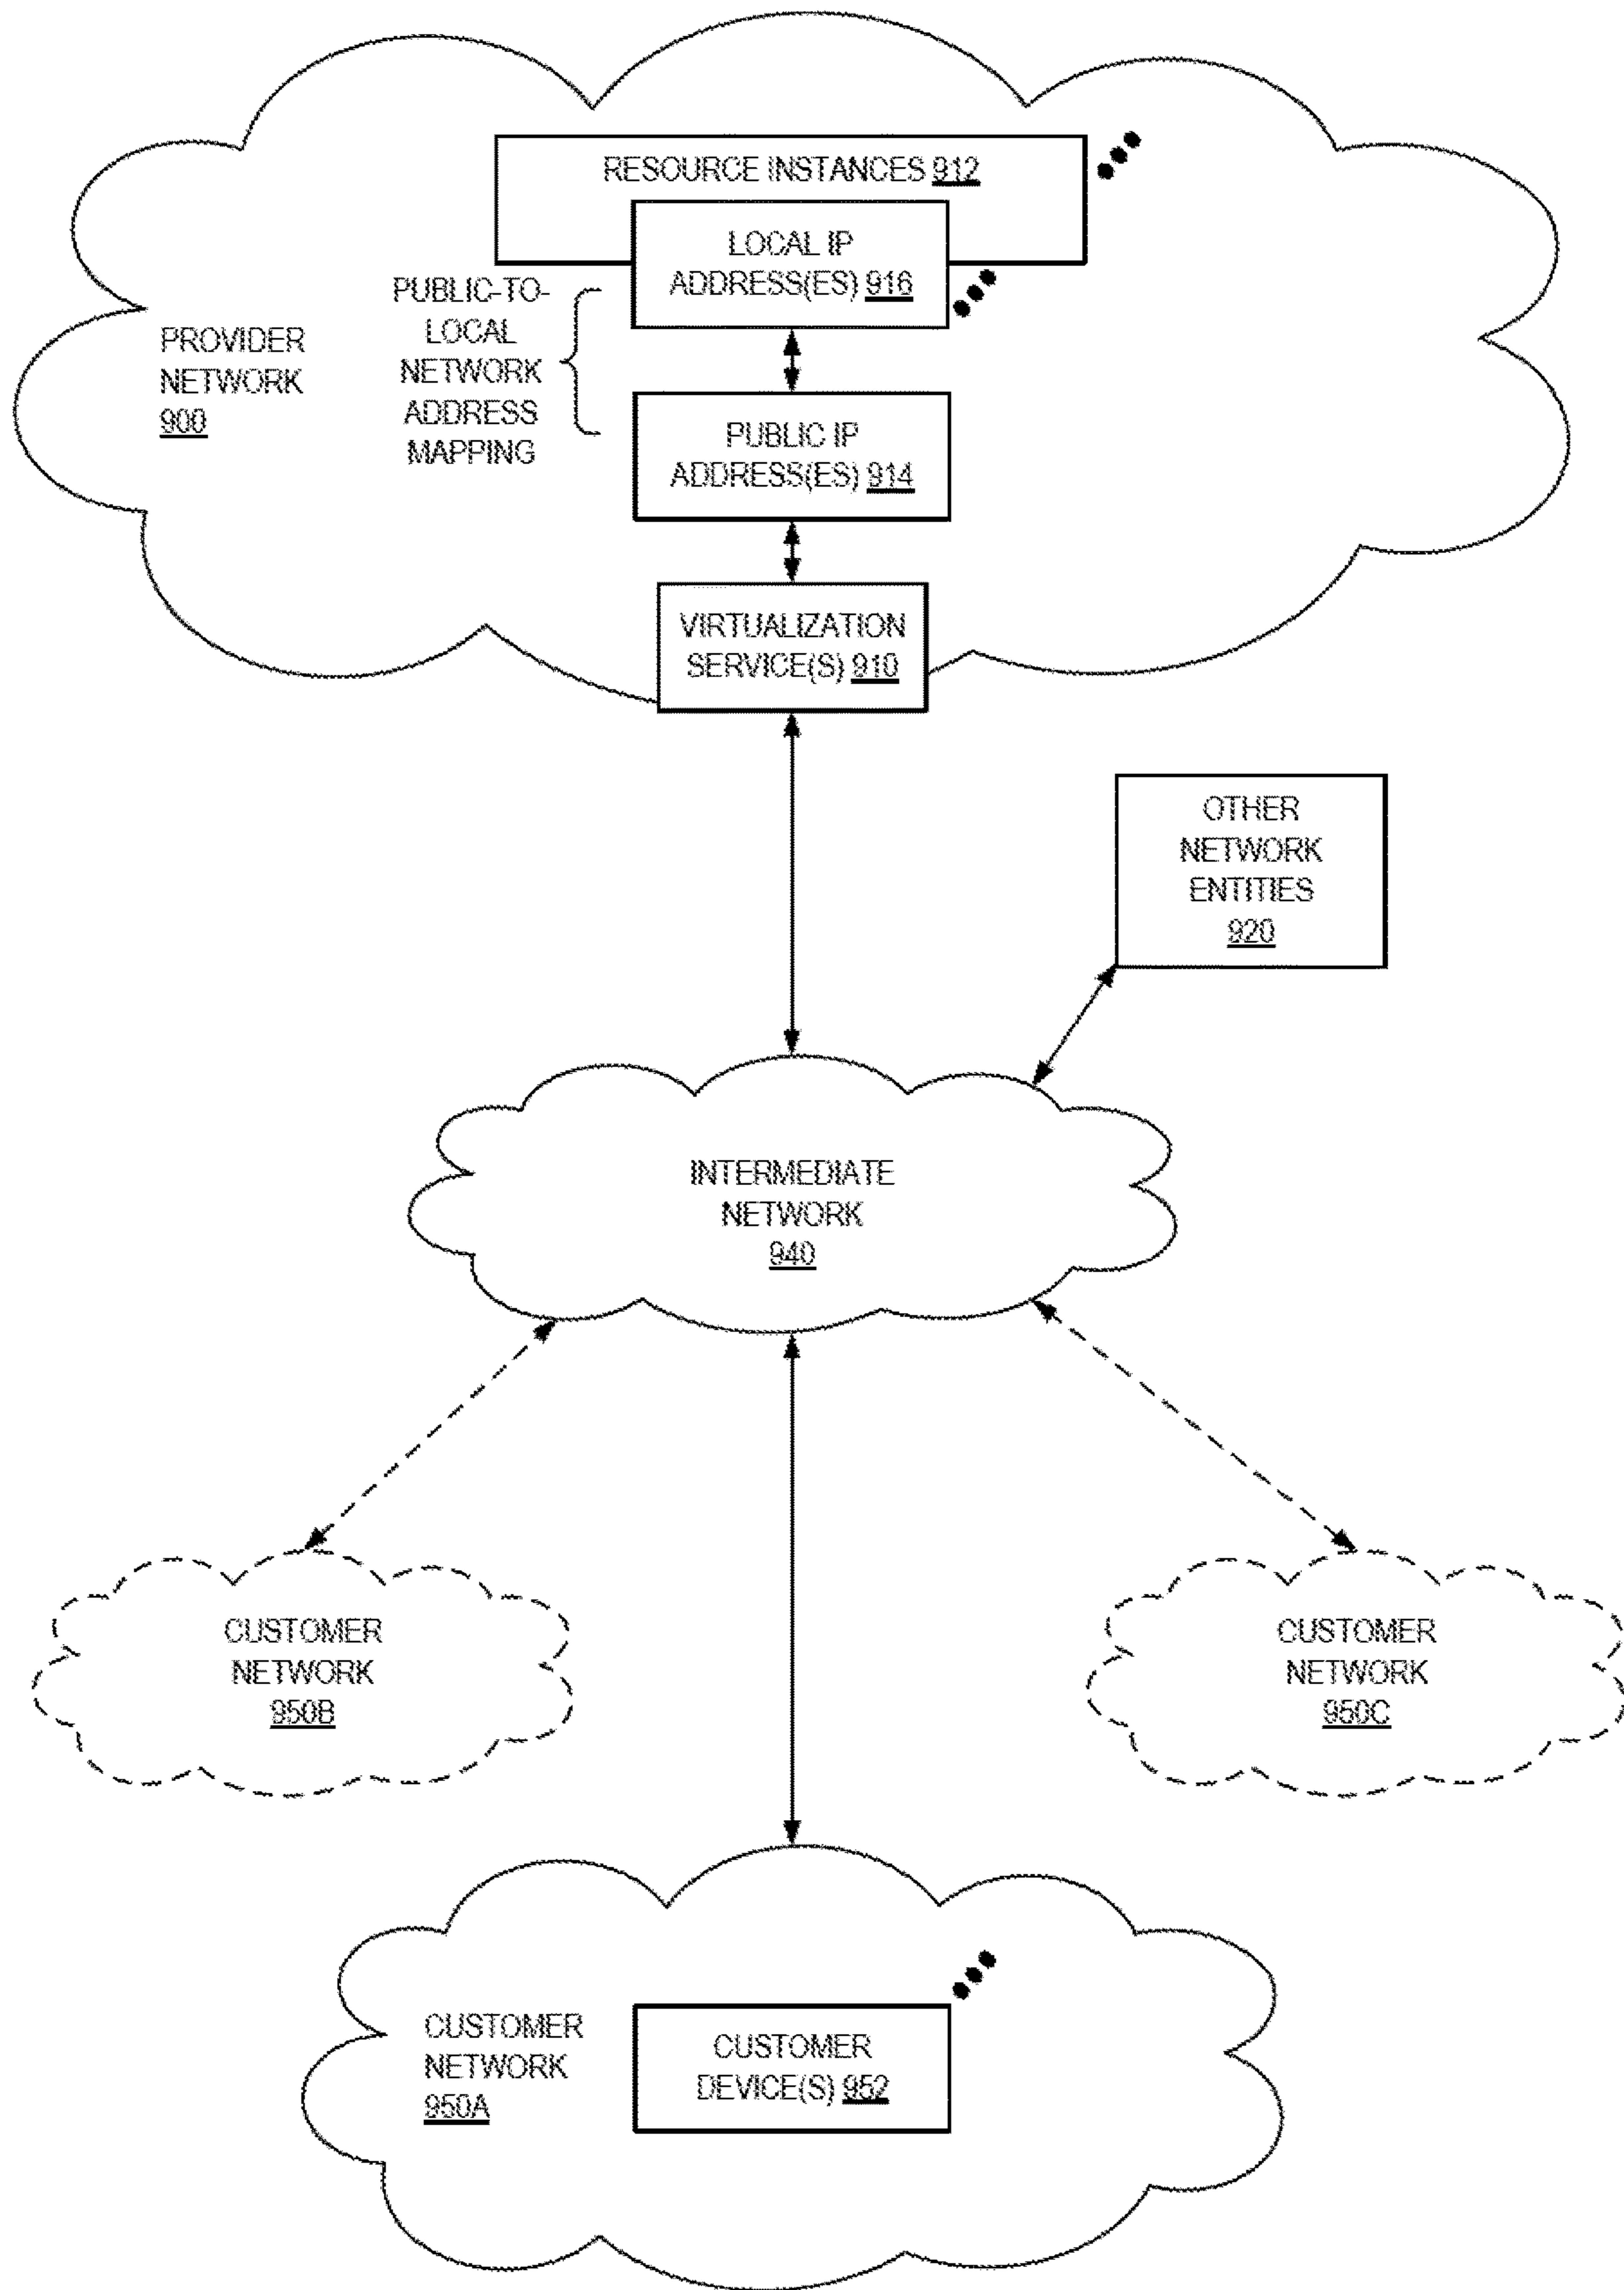 RESOURCE INSTANCES 912
LOCAL IP
ADDRESS(ES) 916
PUBLIC-TO-
LOCAL
NETWORK
ADDRESS
MAPPING
PROVIDER
NETWORK
900
PUBLIC IP
ADDRESS(ES) 914
VIRTUALIZATION
SERVICE(S) 910
OTHER
NETWORK
ENTITIES
920
INTERMEDIATE
NETWORK
940
CUSTOMER
NETWORK
950B
CUSTOMER
NETWORK
950C
CUSTOMER
NETWORK
950A
CUSTOMER
DEVICE(S) 952